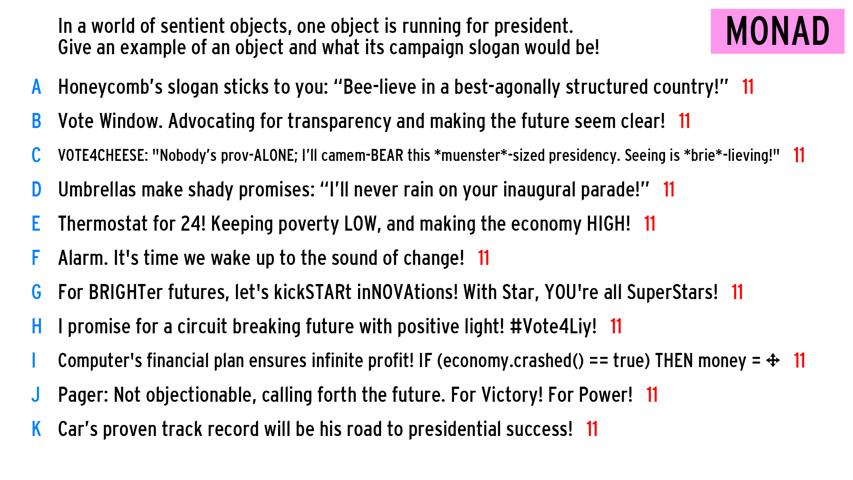 In a world of sentient objects, one object is running for president.
Give an example of an object and what its campaign slogan would be!
MONAD
A Honeycomb's slogan sticks to you: “Bee-lieve in a best-agonally structured country!” 11
B Vote Window. Advocating for transparency and making the future seem clear! 11
C VOTE4CHEESE: "Nobody's prov-ALONE; I'll camem-BEAR this *muenster*-sized presidency. Seeing is *brie*-lieving!" 11
D Umbrellas make shady promises: “I'll never rain on your inaugural parade!” 11
E Thermostat for 24! Keeping poverty LOW, and making the economy HIGH! 11
F Alarm. It's time we wake up to the sound of change! 11
G For BRIGHTer futures, let's kickSTARt inNOVAtions! With Star, YOU're all SuperStars! 11
H I promise for a circuit breaking future with positive light! #Vote4Liy! 11
I Computer's financial plan ensures infinite profit! IF (economy.crashed() == true) THEN money = ✢ 11
J Pager: Not objectionable, calling forth the future. For Victory! For Power! 11
K Car's proven track record will be his road to presidential success! 11